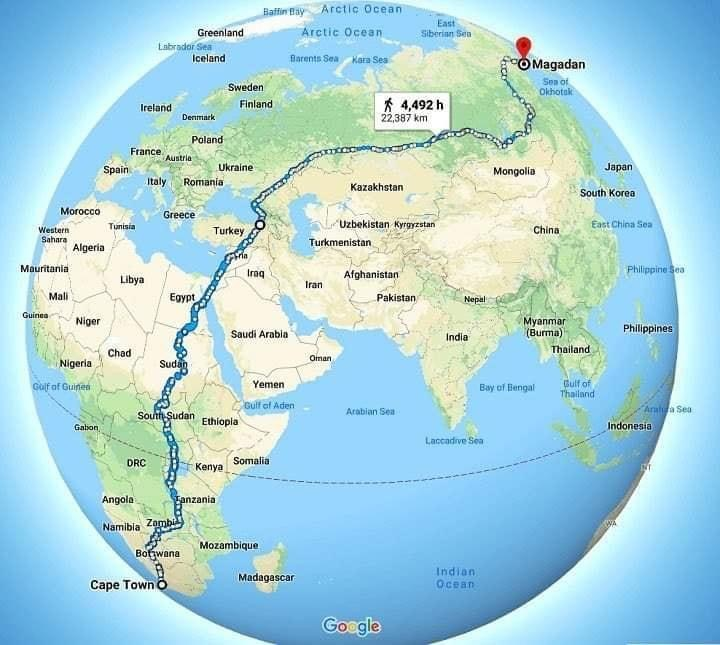 Baffin Bay
Arctic Ocean
Greenland
Arctic Ocean
East
Siberian Sea
Labrador Sea
Iceland
Barents Sea
Kara Sea
Magadan
Sea of
Okhotsk
Sweden
Finland
4,492 h
22,387 km
Ireland
Denmark
Poland
France
Austria
Ukraine
Spain
Italy
Romania
Mongolia
Japan
Kazakhstan
South Korea
Morocco
Tunisia
Greece
Turkey
Uzbekistan
Kyrgyzstan
China
East China Sea
Western
Sahara
Algeria
Turkmenistan
Mauritania
Libya
Egypt
Iraq
Iran
Afghanistan
Philippine Sea
Mali
Pakistan
Nepal
Guinea
Niger
Saudi Arabia
India
Myanmar
(Burma)
Philippines
Chad
Sudan
Oman
Thailand
Nigeria
Yemen
Gulf of Guinea
Gulf of Aden
Arabian Sea
Bay of Bengal
Gulf of
Thailand
Arafura Sea
South Sudan
Ethiopia
Gabon
Laccadive Sea
Indonesia
DRC
Kenya
Somalia
NT
Angola
Tanzania
Namibia
Zambia
WA
Botswana
Mozambique
Cape Town
Madagascar
Indian
Ocean
Google